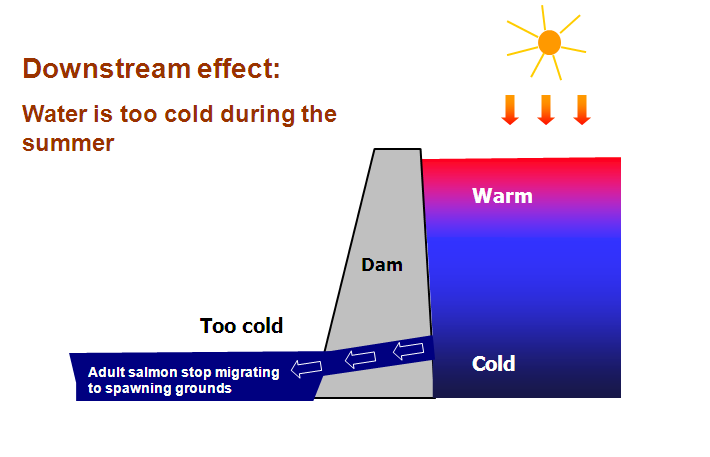 Downstream effect:
Water is too cold during the
summer
Warm
Dam
Too cold
Cold
Adult salmon stop migrating
to spawning grounds